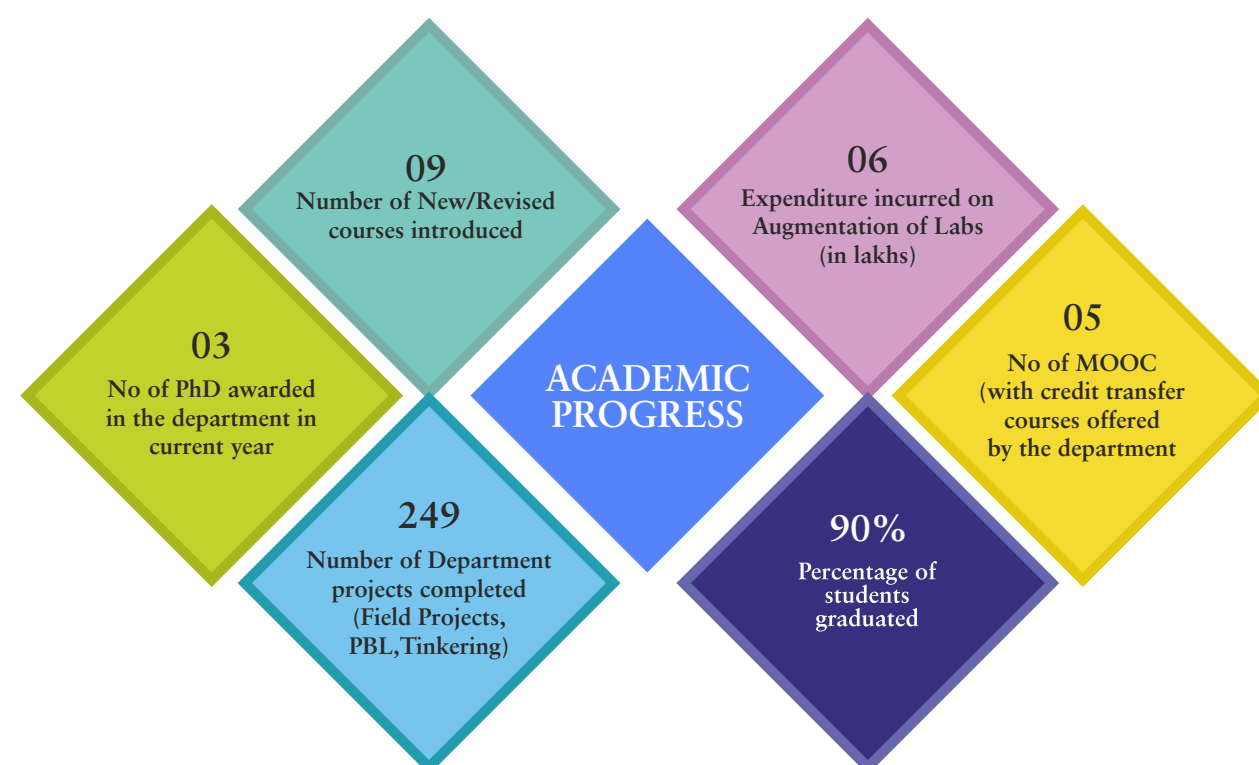 09
Number of New/Revised
courses introduced
06
Expenditure incurred on
Augmentation of Labs
(in lakhs)
03
No of PhD awarded
in the department in
current year
ACADEMIC
PROGRESS
05
No of MOOC
(with credit transfer
courses offered
by the department
249
Number of Department
projects completed
(Field Projects,
PBL,Tinkering)
90%
Percentage of
students
graduated